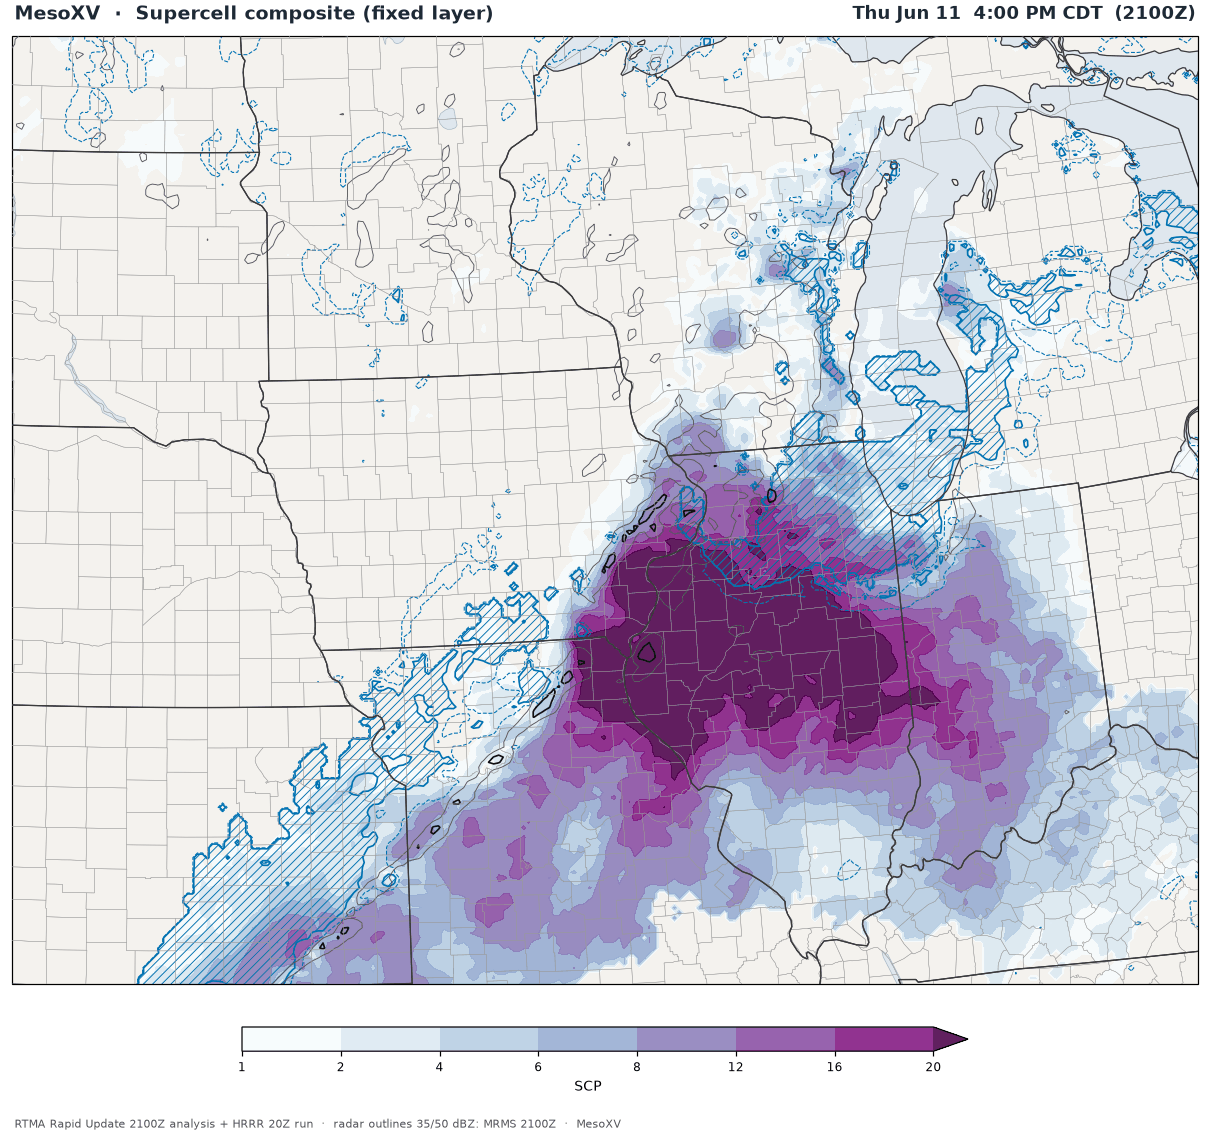 MesoXV · Supercell composite (fixed layer)
Thu Jun 11 4:00 PM CDT (2100Z)
1 2 4 6 8 12 16 20
SCP
RTMA Rapid Update 2100Z analysis + HRRR 20Z run · radar outlines 35/50 dBZ: MRMS 2100Z · MesoXV